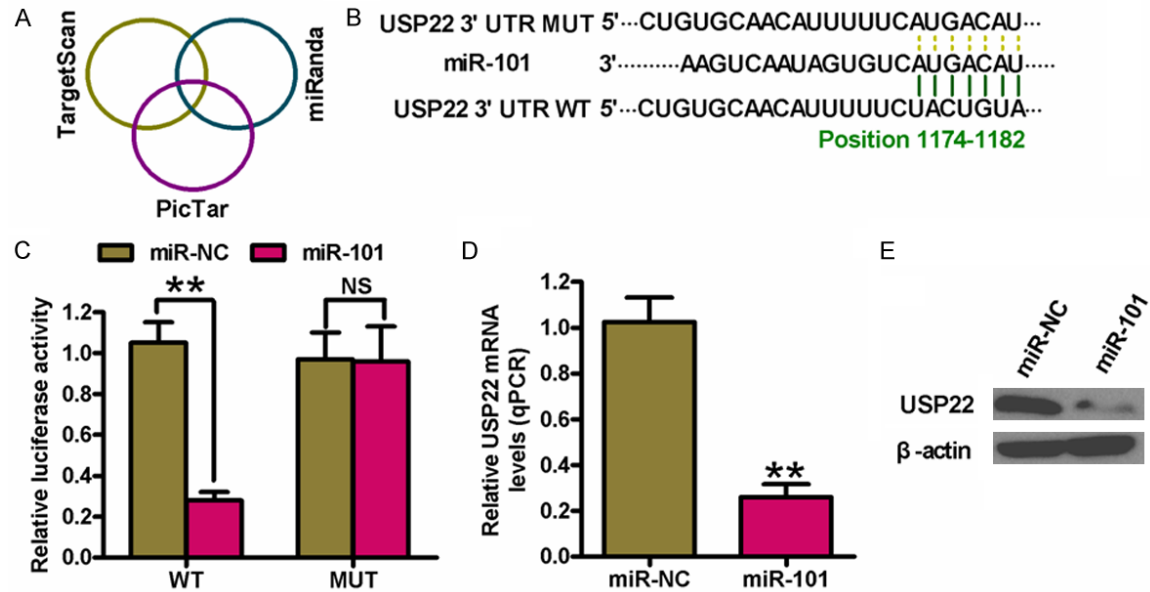 A
TargetScan
miRanda
PicTar
B
USP22 3' UTR MUT 5'···CUGUGCAACAUUUUUCAUGACAU···
miR-101 3'··········AAGUCAAUAGUGUCAUGACAU·····
USP22 3' UTR WT 5'···CUGUGCAACAUUUUUCUACUGUA···
Position 1174-1182
C
miR-NC miR-101
Relative luciferase activity
1.2
1.0
0.8
0.6
0.4
0.2
0.0
**
NS
WT MUT
D
Relative USP22 mRNA
levels (qPCR)
1.2
1.0
0.8
0.6
0.4
0.2
0.0
**
miR-NC miR-101
E
miR-NC miR-101
USP22
β-actin